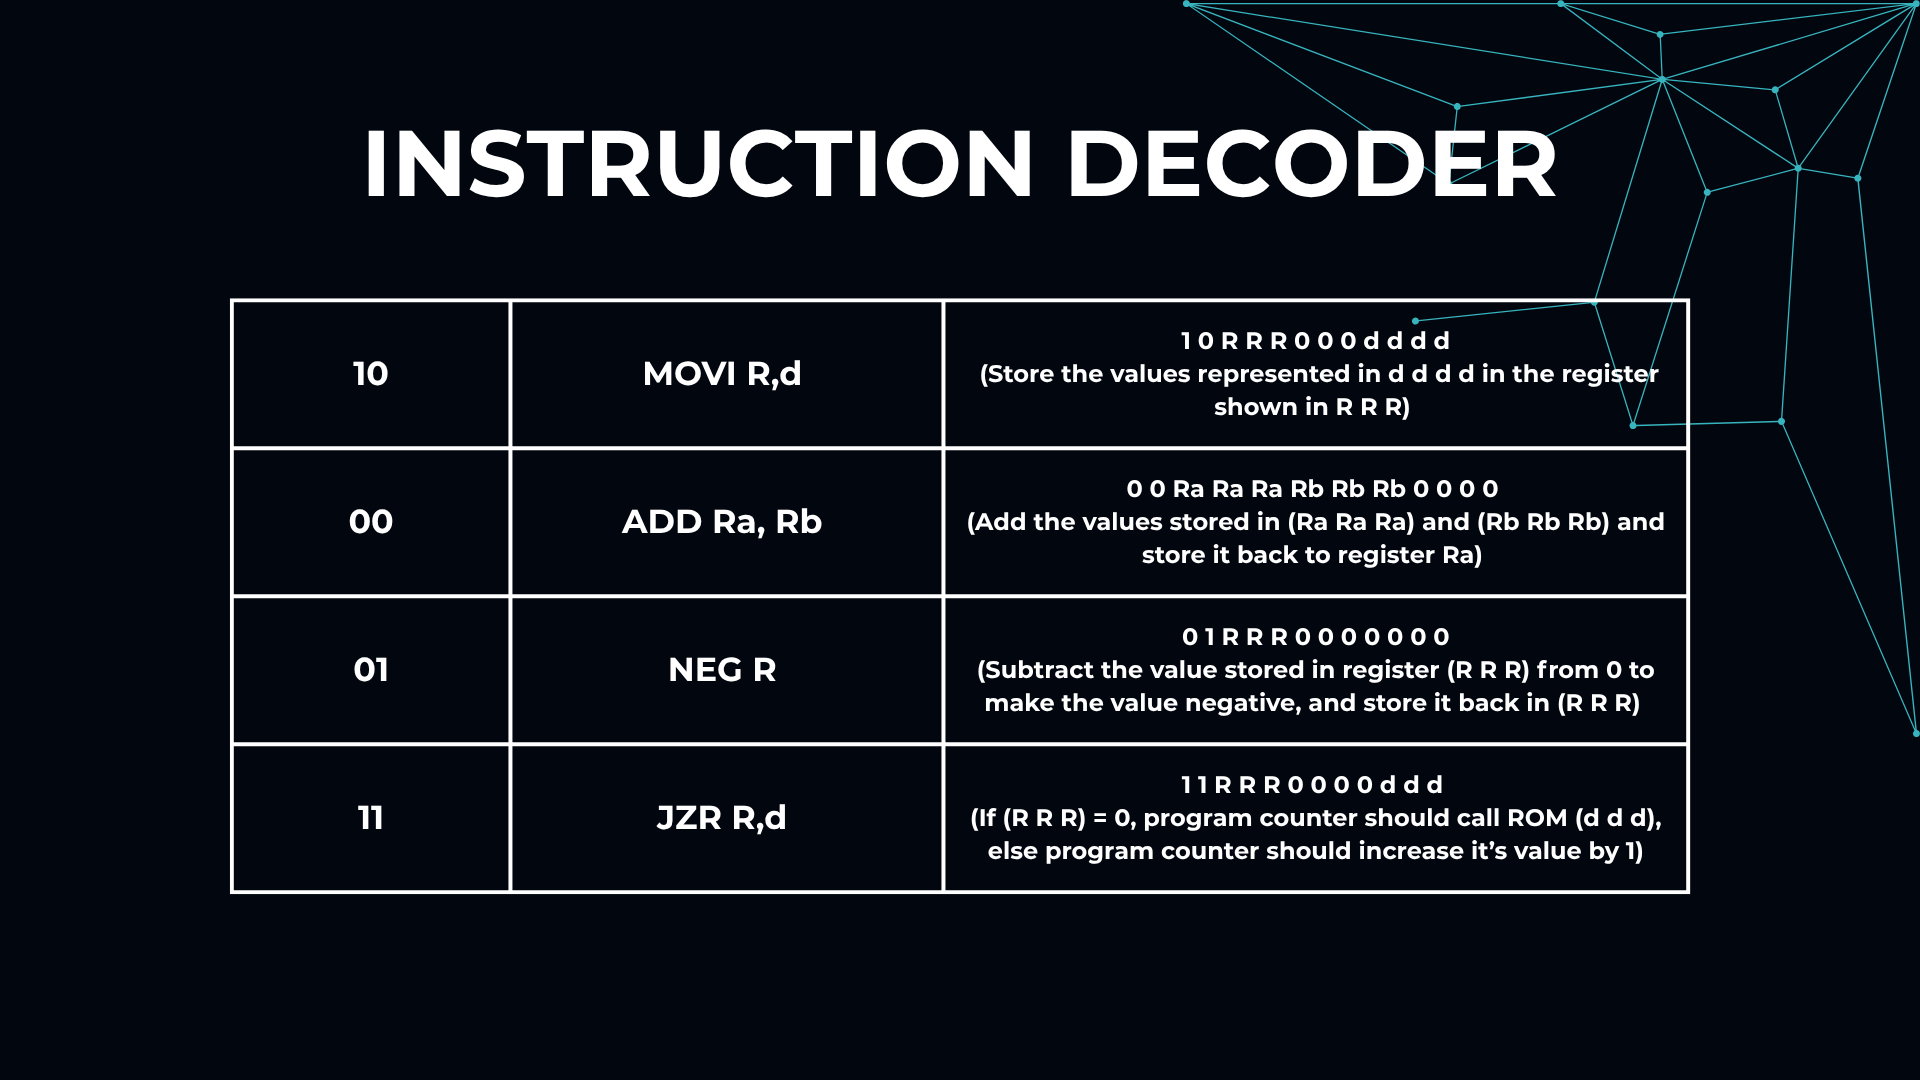 INSTRUCTION DECODER
10
MOVI R,d
1 0 R R R 0 0 0 d d d d
(Store the values represented in d d d d in the register
shown in R R R)
00
ADD Ra, Rb
0 0 Ra Ra Ra Rb Rb Rb 0 0 0 0
(Add the values stored in (Ra Ra Ra) and (Rb Rb Rb) and
store it back to register Ra)
01
NEG R
0 1 R R R 0 0 0 0 0 0 0
(Subtract the value stored in register (R R R) from 0 to
make the value negative, and store it back in (R R R)
11
JZR R,d
1 1 R R R 0 0 0 0 d d d
(If (R R R) = 0, program counter should call ROM (d d d),
else program counter should increase it’s value by 1)